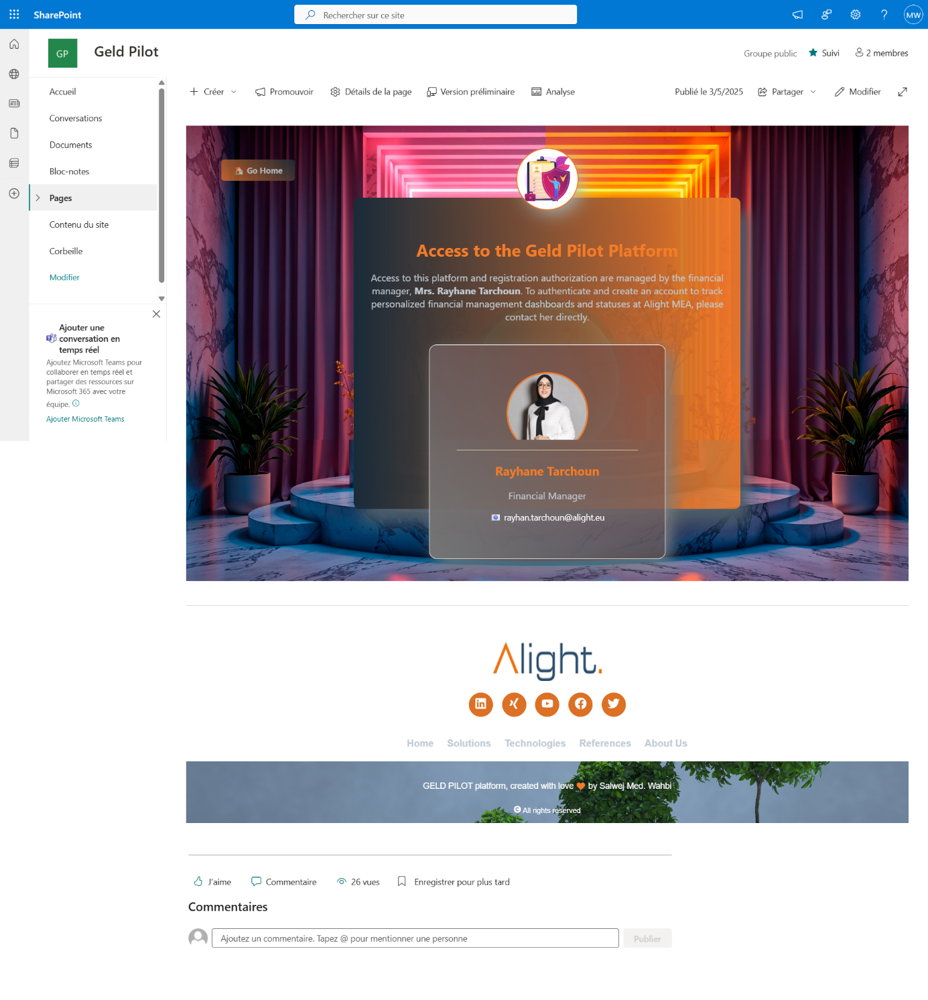 SharePoint
Rechercher sur ce site
MW
GP
Geld Pilot
Groupe public
Suivi
2 membres
Accueil
Conversations
Documents
Bloc-notes
Pages
Contenu du site
Corbeille
Modifier
Ajouter une
conversation en
temps réel
Ajoutez Microsoft Teams pour
collaborer en temps réel et
partager des ressources sur
Microsoft 365 avec votre
équipe.
Ajouter Microsoft Teams
Créer
Promouvoir
Détails de la page
Version préliminaire
Analyse
Publié le 3/5/2025
Partager
Modifier
Go Home
Access to the Geld Pilot Platform
Access to this platform and registration authorization are managed by the financial
manager, Mrs. Rayhane Tarchoun. To authenticate and create an account to track
personalized financial management dashboards and statuses at Alight MEA, please
contact her directly.
Rayhane Tarchoun
Financial Manager
rayhan.tarchoun@alight.eu
Alight.
Home Solutions Technologies References About Us
GELD PILOT platform, created with love 🧡 by Salwej Med. Wahbi
© All rights reserved
J'aime
Commentaire
26 vues
Enregistrer pour plus tard
Commentaires
Ajoutez un commentaire. Tapez @ pour mentionner une personne
Publier